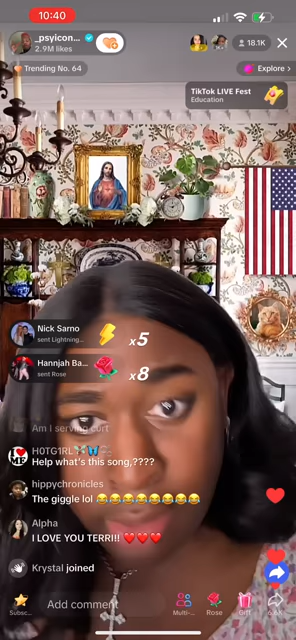 10:40
_psyicon...
2.9M likes
18.1K
Trending No. 64
Explore >
TikTok LIVE Fest
Education
Nick Sarno
sent Lightning...
x5
Hannjah Ba...
sent Rose
x8
Am i serving curt
H0TG1RL
Help what's this song,????
hippychronicles
The giggle lol 😂😂😂😂😂😂😂😂😂
Alpha
I LOVE YOU TERRI!! ❤️❤️❤️
Krystal joined
Subsc...
Add comment
Multi-...
Rose
Gift